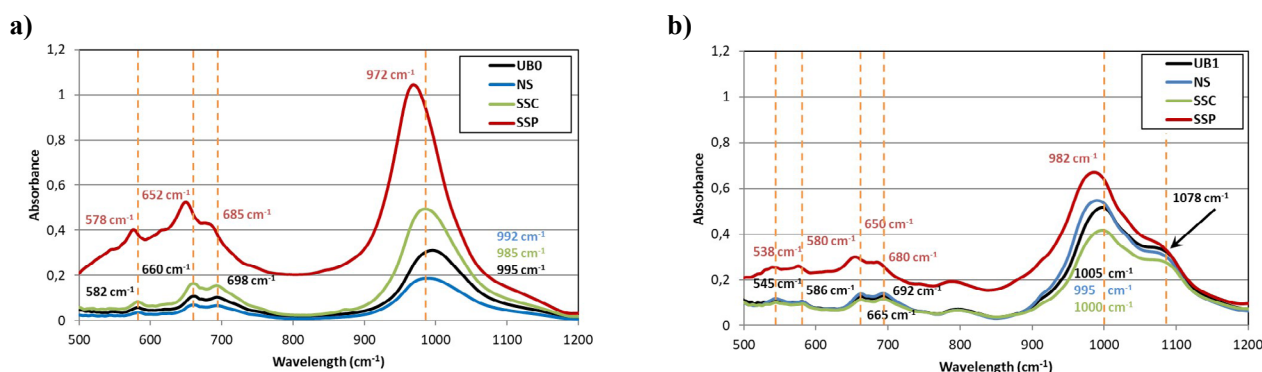 a)
1,2
1
0,8
0,6
0,4
0,2
0
Absorbance
500 600 700 800 900 1000 1100 1200
Wavelength (cm⁻¹)
UB0
NS
SSC
SSP
972 cm⁻¹
652 cm⁻¹
578 cm⁻¹
685 cm⁻¹
992 cm⁻¹
985 cm⁻¹
995 cm⁻¹
660 cm⁻¹
698 cm⁻¹
582 cm⁻¹
b)
1,2
1
0,8
0,6
0,4
0,2
0
Absorbance
500 600 700 800 900 1000 1100 1200
Wavelength (cm⁻¹)
UB1
NS
SSC
SSP
982 cm⁻¹
1078 cm⁻¹
650 cm⁻¹
580 cm⁻¹
538 cm⁻¹
680 cm⁻¹
1005 cm⁻¹
995 cm⁻¹
1000 cm⁻¹
545 cm⁻¹
586 cm⁻¹
692 cm⁻¹
665 cm⁻¹